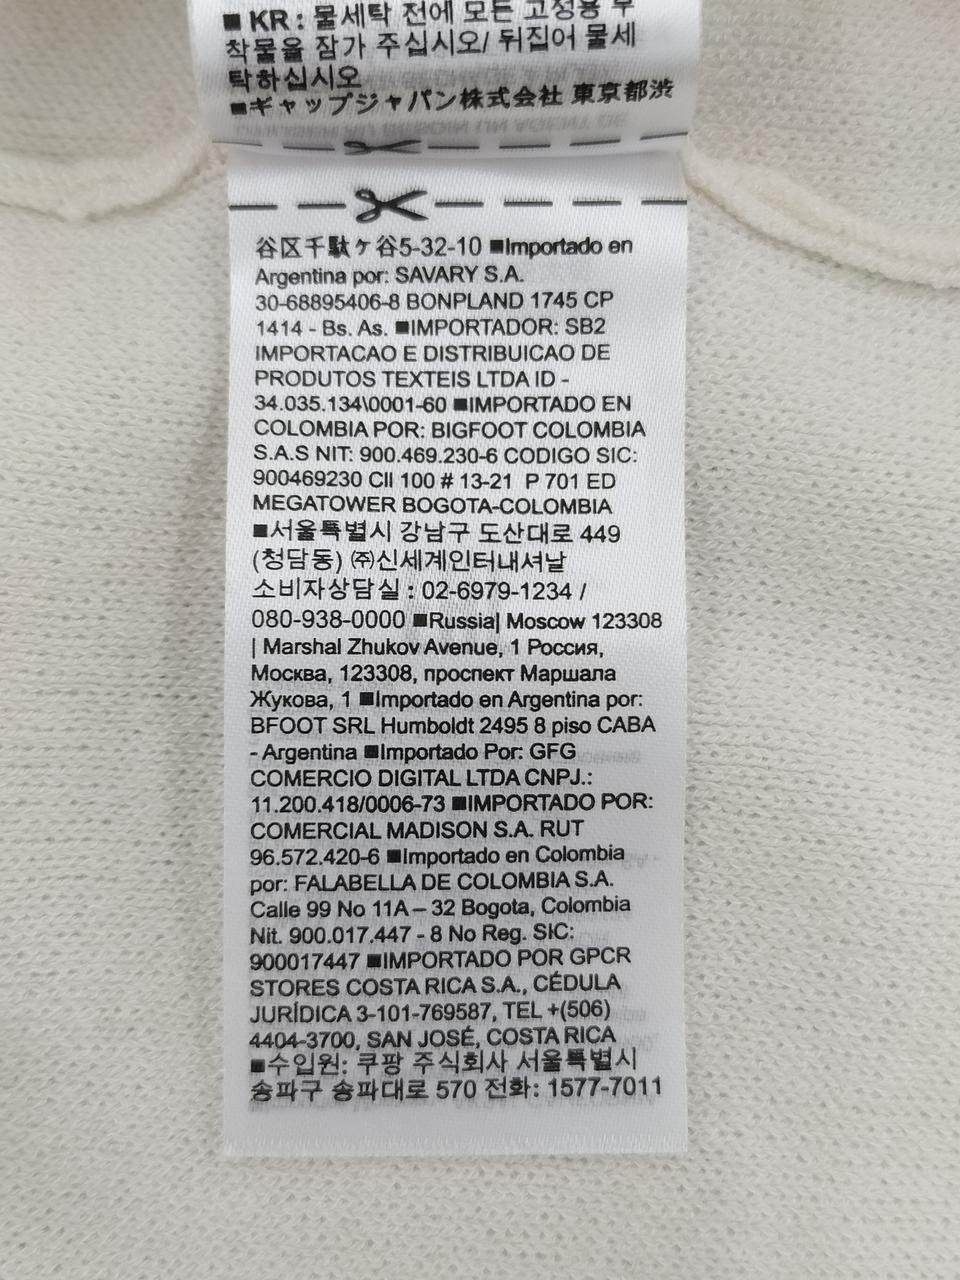 ■ KR : 물세탁 전에 모든 고정용 부
착물을 잠가 주십시오/ 뒤집어 물세
탁하십시오
■ギャップジャパン株式会社 東京都渋
谷区千駄ヶ谷5-32-10 ■Importado en
Argentina por: SAVARY S.A.
30-68895406-8 BONPLAND 1745 CP
1414 - Bs. As. ■IMPORTADOR: SB2
IMPORTACAO E DISTRIBUICAO DE
PRODUTOS TEXTEIS LTDA ID -
34.035.134\0001-60 ■IMPORTADO EN
COLOMBIA POR: BIGFOOT COLOMBIA
S.A.S NIT: 900.469.230-6 CODIGO SIC:
900469230 Cll 100 # 13-21 P 701 ED
MEGATOWER BOGOTA-COLOMBIA
■서울특별시 강남구 도산대로 449
(청담동) ㈜신세계인터내셔날
소비자상담실 : 02-6979-1234 /
080-938-0000 ■Russia| Moscow 123308
| Marshal Zhukov Avenue, 1 Россия,
Москва, 123308, проспект Маршала
Жукова, 1 ■Importado en Argentina por:
BFOOT SRL Humboldt 2495 8 piso CABA
- Argentina ■Importado Por: GFG
COMERCIO DIGITAL LTDA CNPJ.:
11.200.418/0006-73 ■IMPORTADO POR:
COMERCIAL MADISON S.A. RUT
96.572.420-6 ■Importado en Colombia
por: FALABELLA DE COLOMBIA S.A.
Calle 99 No 11A – 32 Bogota, Colombia
Nit. 900.017.447 - 8 No Reg. SIC:
900017447 ■IMPORTADO POR GPCR
STORES COSTA RICA S.A., CÉDULA
JURÍDICA 3-101-769587, TEL +(506)
4404-3700, SAN JOSÉ, COSTA RICA
■수입원: 쿠팡 주식회사 서울특별시
송파구 송파대로 570 전화: 1577-7011